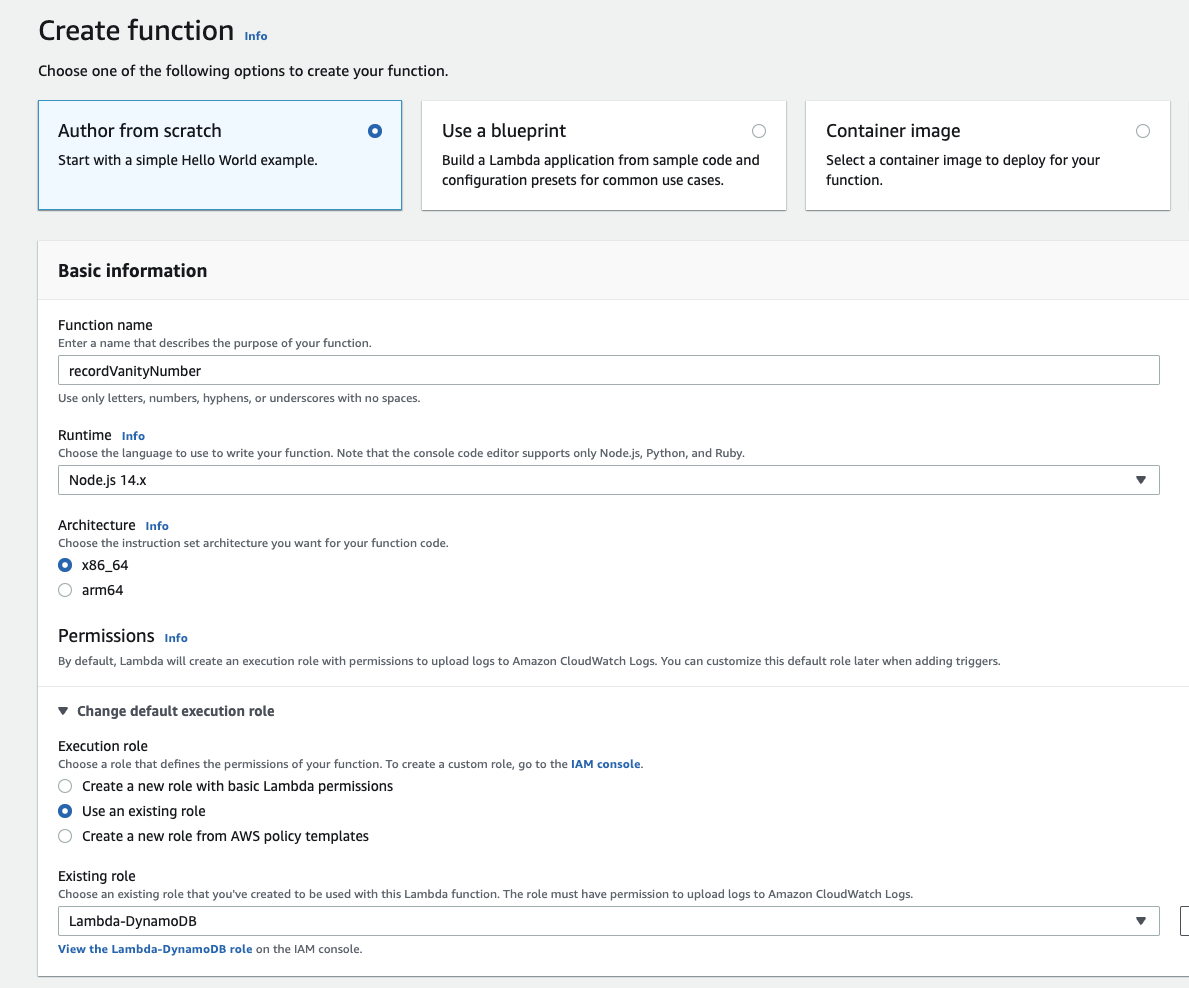 Create function Info
Choose one of the following options to create your function.
Author from scratch
Start with a simple Hello World example.
Use a blueprint
Build a Lambda application from sample code and
configuration presets for common use cases.
Container image
Select a container image to deploy for your
function.
Basic information
Function name
Enter a name that describes the purpose of your function.
recordVanityNumber
Use only letters, numbers, hyphens, or underscores with no spaces.
Runtime Info
Choose the language to use to write your function. Note that the console code editor supports only Node.js, Python, and Ruby.
Node.js 14.x
Architecture Info
Choose the instruction set architecture you want for your function code.
x86_64
arm64
Permissions Info
By default, Lambda will create an execution role with permissions to upload logs to Amazon CloudWatch Logs. You can customize this default role later when adding triggers.
Change default execution role
Execution role
Choose a role that defines the permissions of your function. To create a custom role, go to the IAM console.
Create a new role with basic Lambda permissions
Use an existing role
Create a new role from AWS policy templates
Existing role
Choose an existing role that you've created to be used with this Lambda function. The role must have permission to upload logs to Amazon CloudWatch Logs.
Lambda-DynamoDB
View the Lambda-DynamoDB role on the IAM console.